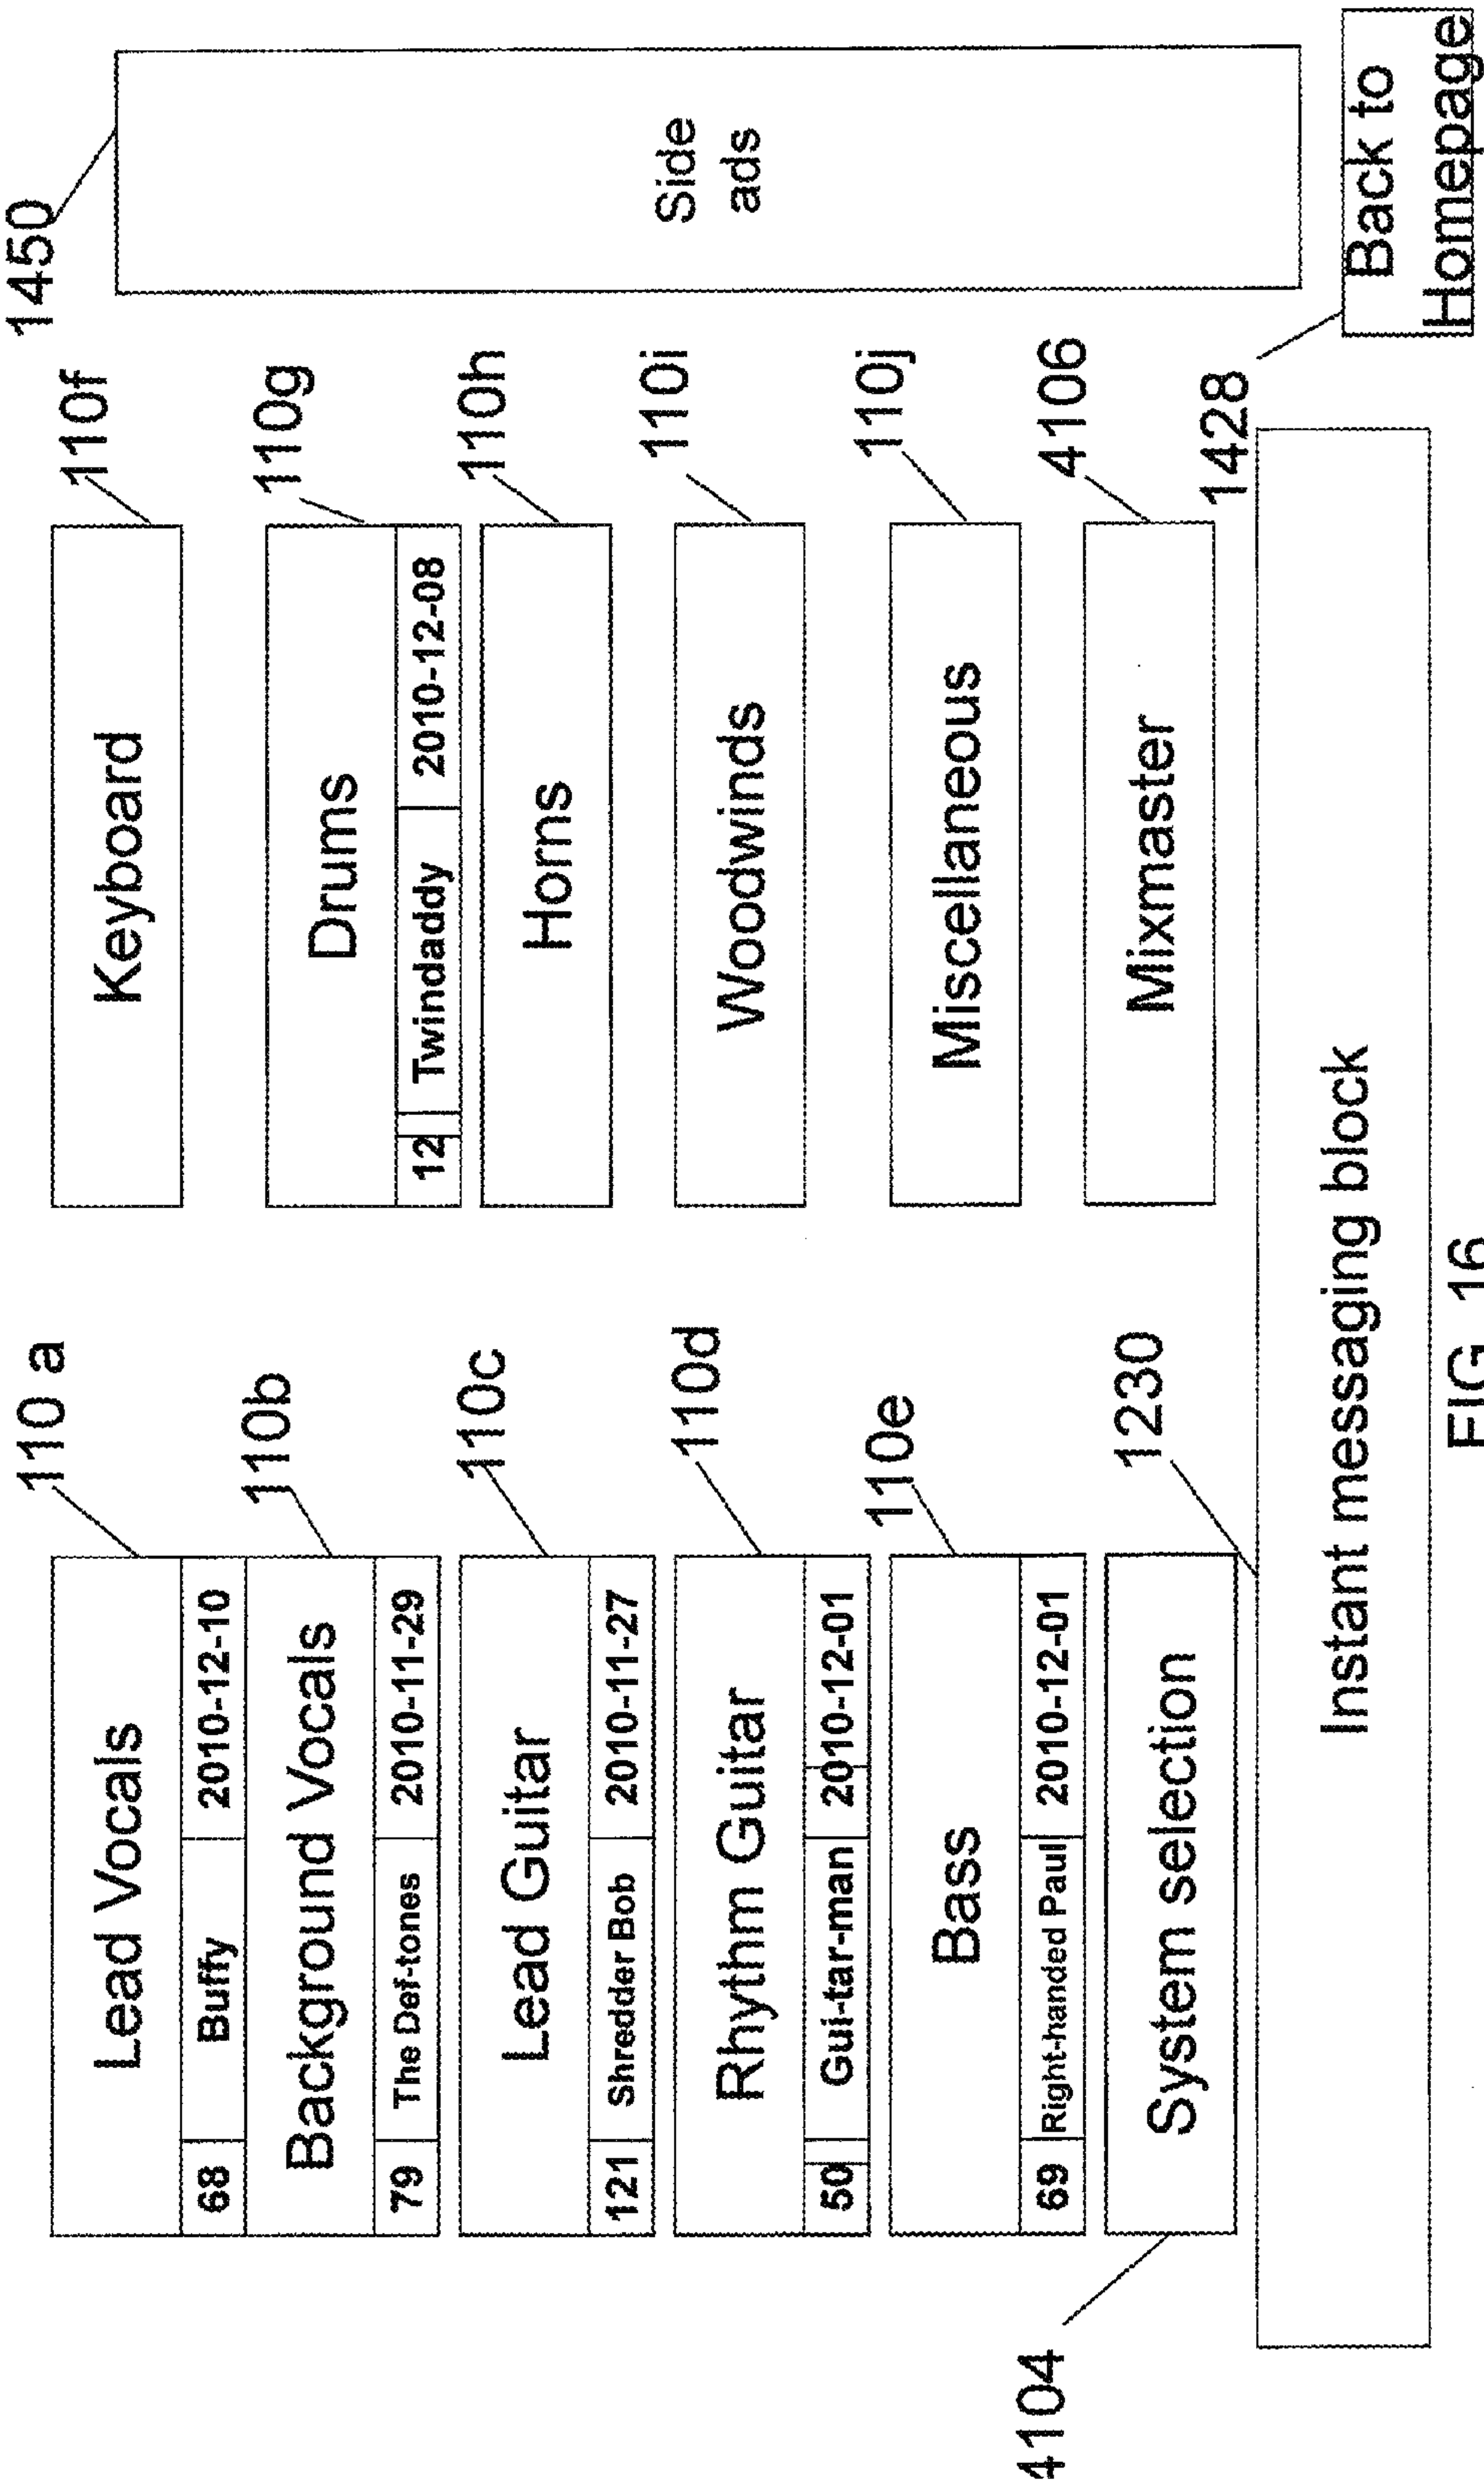 110 a
Lead Vocals
68 Buffy 2010-12-10
110b
Background Vocals
79 The Def-tones 2010-11-29
110c
Lead Guitar
121 Shredder Bob 2010-11-27
110d
Rhythm Guitar
50 Gui-tar-man 2010-12-01
110e
Bass
69 Right-handed Paul 2010-12-01
4104
System selection
110f
Keyboard
110g
Drums
12 Twindaddy 2010-12-08
110h
Horns
110i
Woodwinds
110j
Miscellaneous
4106
Mixmaster
1450
Side
ads
1230
Instant messaging block
1428
Back to
Homepage
FIG. 16